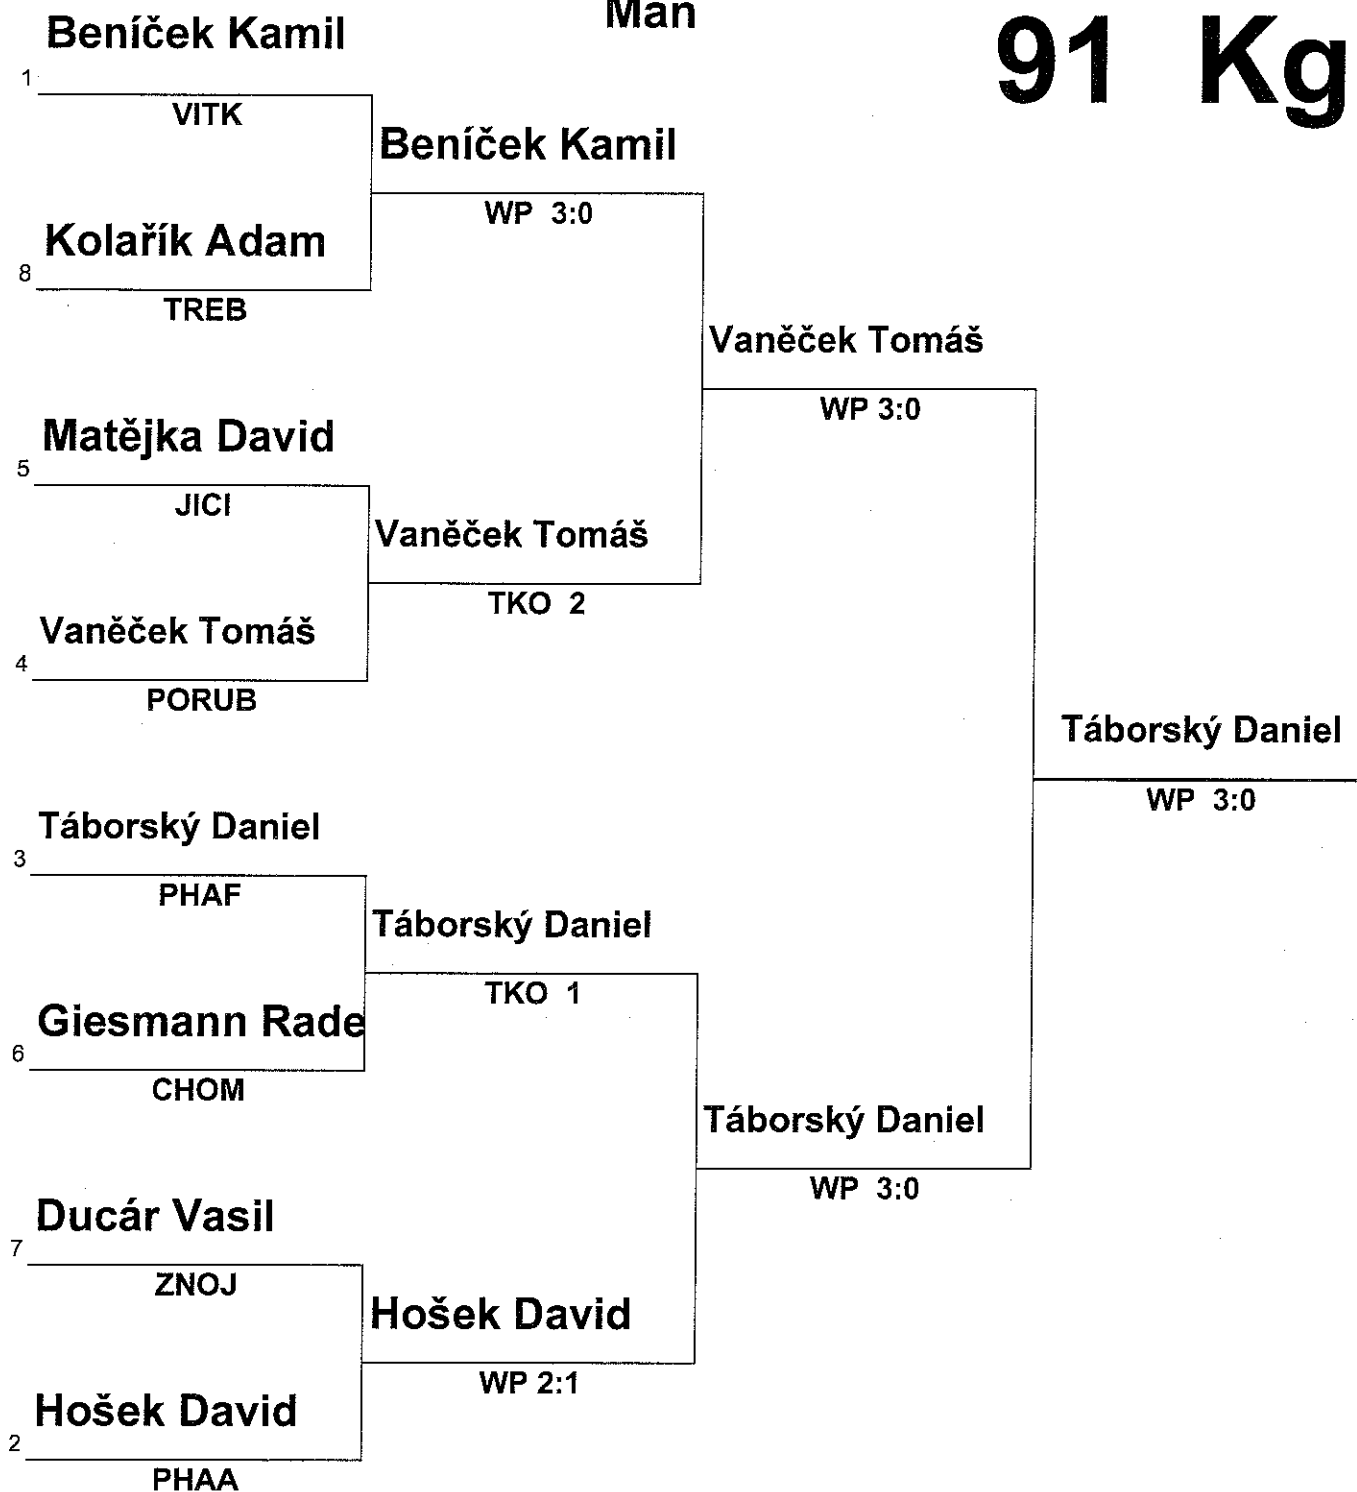 Man
91 Kg
Beníček Kamil
1
VITK
Beníček Kamil
WP 3:0
Kolařík Adam
8
TREB
Vaněček Tomáš
WP 3:0
Matějka David
5
JICI
Vaněček Tomáš
TKO 2
Vaněček Tomáš
4
PORUB
Táborský Daniel
WP 3:0
Táborský Daniel
3
PHAF
Táborský Daniel
TKO 1
Giesmann Rade
6
CHOM
Táborský Daniel
WP 3:0
Ducár Vasil
7
ZNOJ
Hošek David
WP 2:1
Hošek David
2
PHAA